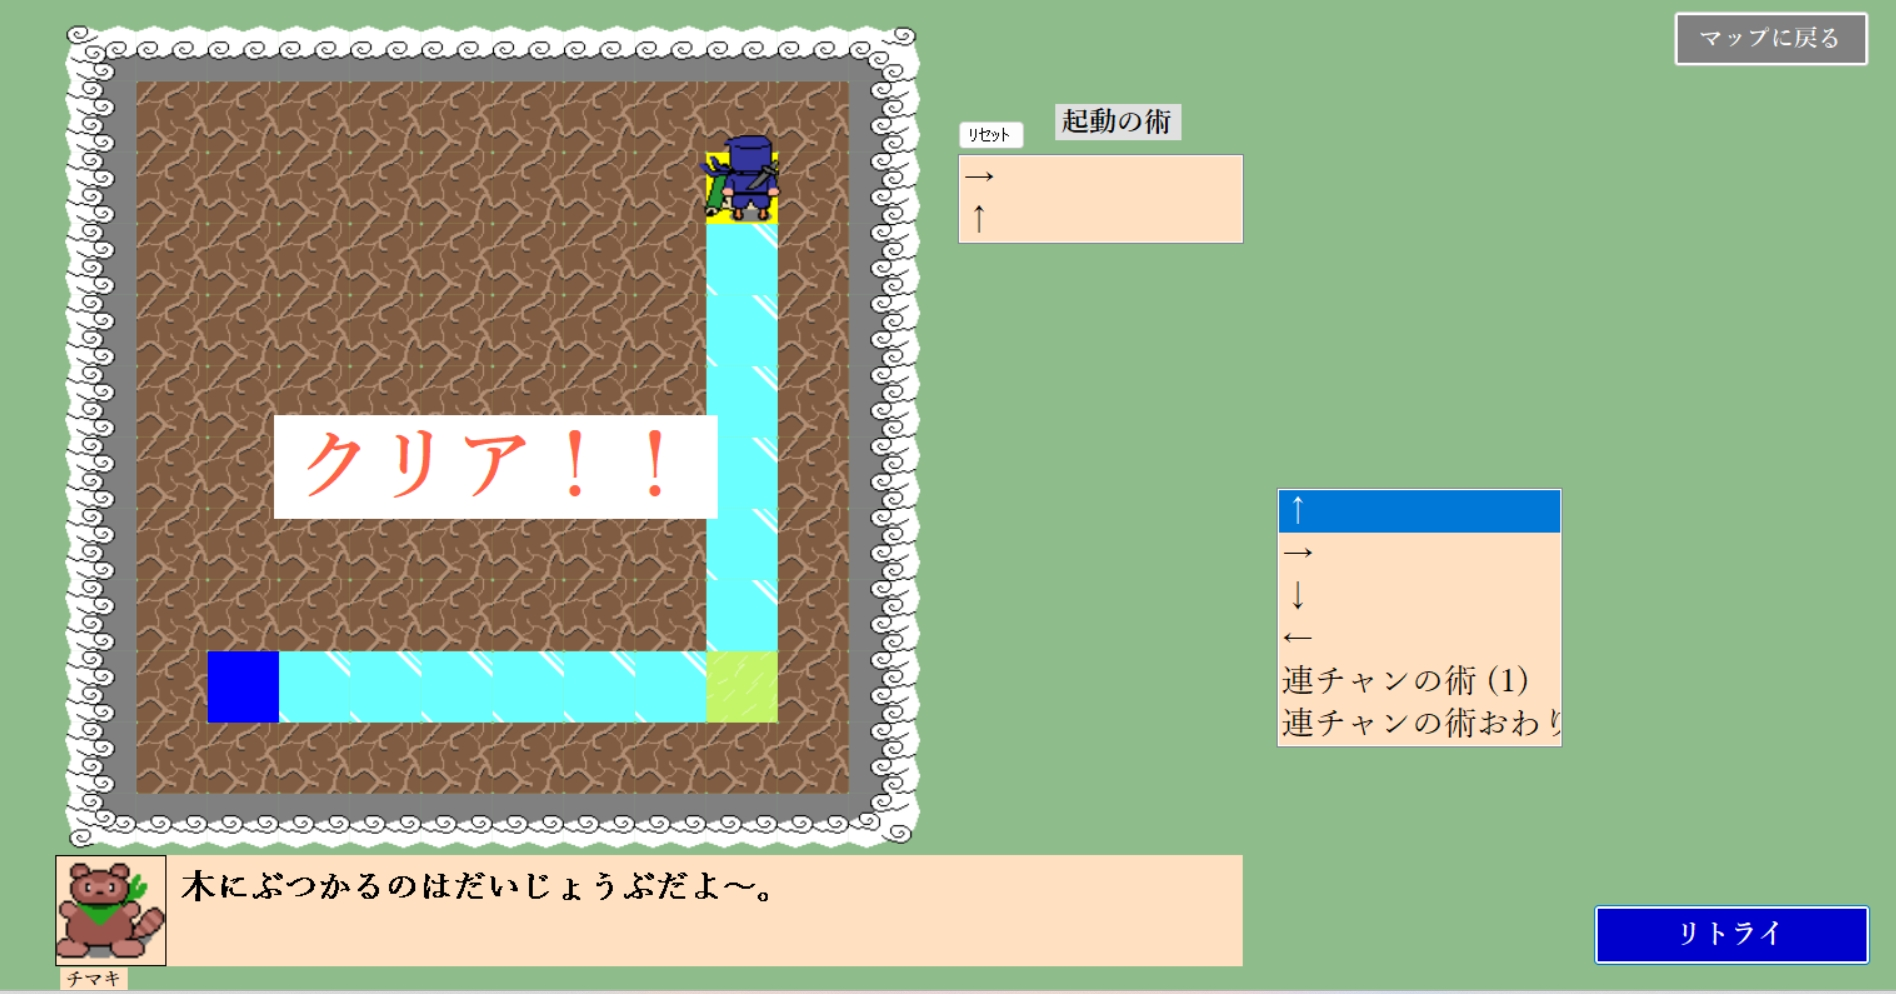 マップに戻る
起動の術
リセット
→
↑
クリア！！
↑
→
↓
←
連チャンの術 (1)
連チャンの術おわり
木にぶつかるのはだいじょうぶだよ～。
チマキ
リトライ